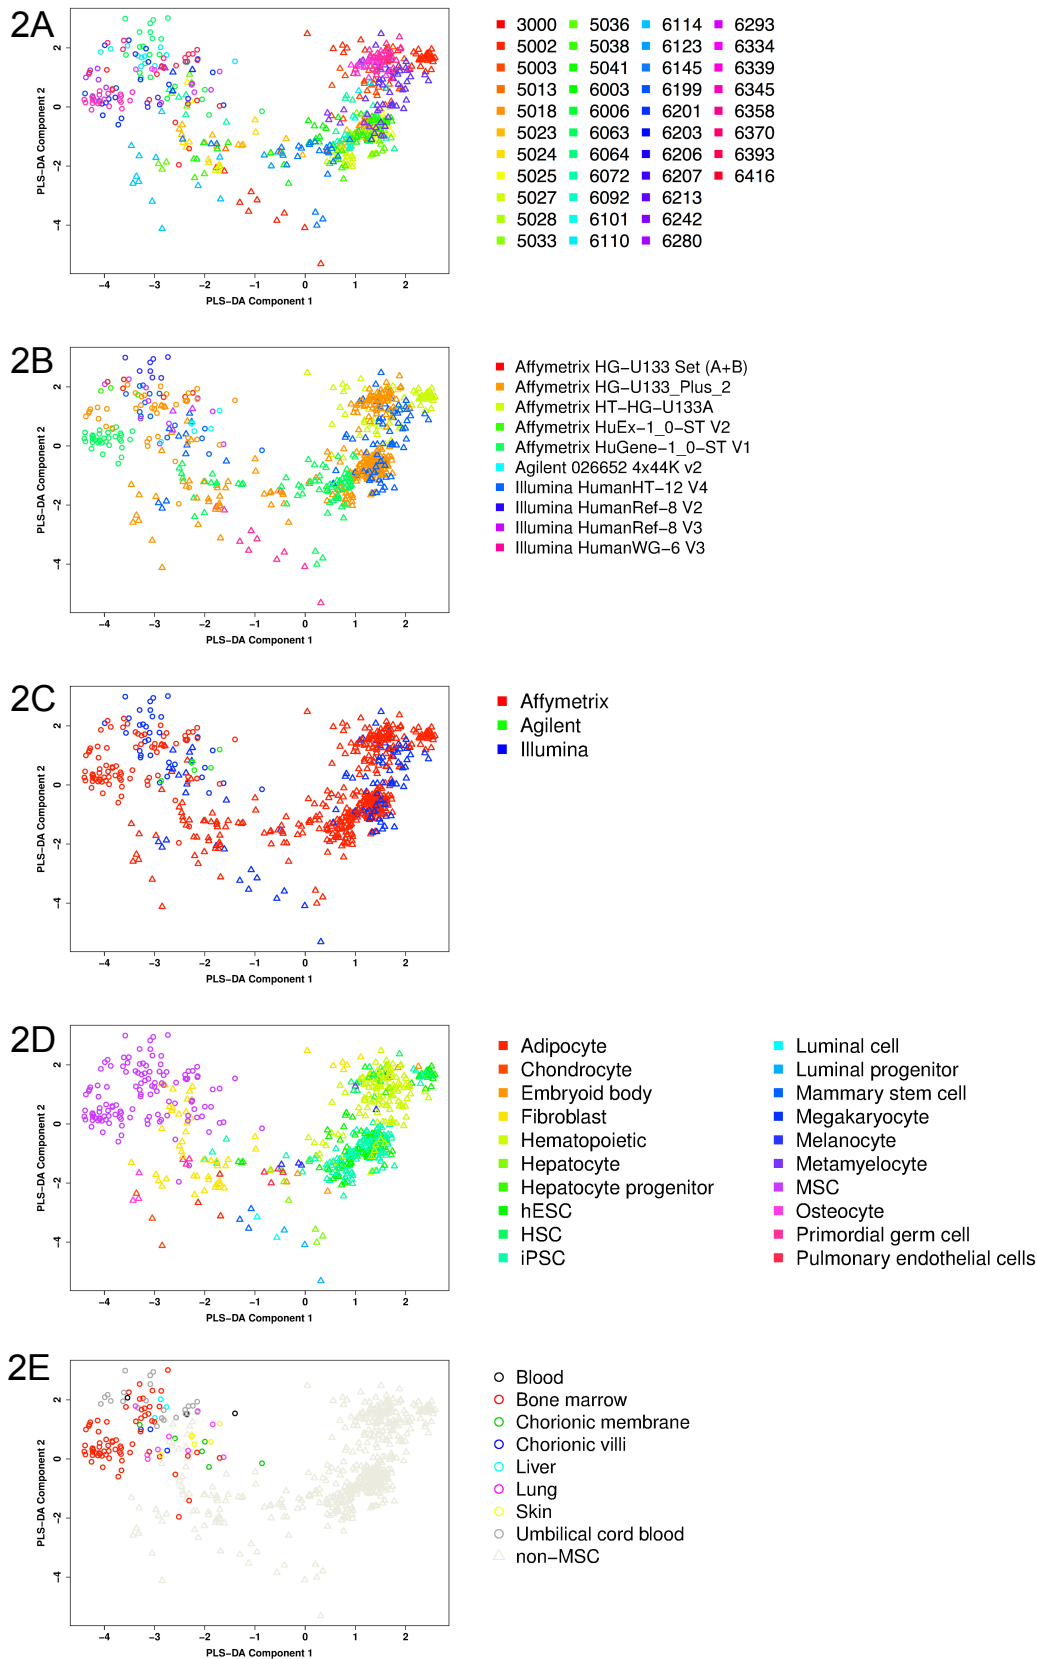 2A
2
0
−2
−4
PLS−DA Component 2
−4 −3 −2 −1 0 1 2
PLS−DA Component 1
3000 5036 6114 6293
5002 5038 6123 6334
5003 5041 6145 6339
5013 6003 6199 6345
5018 6006 6201 6358
5023 6063 6203 6370
5024 6064 6206 6393
5025 6072 6207 6416
5027 6092 6213
5028 6101 6242
5033 6110 6280
2B
2
0
−2
−4
PLS−DA Component 2
−4 −3 −2 −1 0 1 2
PLS−DA Component 1
Affymetrix HG−U133 Set (A+B)
Affymetrix HG−U133_Plus_2
Affymetrix HT−HG−U133A
Affymetrix HuEx−1_0−ST V2
Affymetrix HuGene−1_0−ST V1
Agilent 026652 4x44K v2
Illumina HumanHT−12 V4
Illumina HumanRef−8 V2
Illumina HumanRef−8 V3
Illumina HumanWG−6 V3
2C
2
0
−2
−4
PLS−DA Component 2
−4 −3 −2 −1 0 1 2
PLS−DA Component 1
Affymetrix
Agilent
Illumina
2D
2
0
−2
−4
PLS−DA Component 2
−4 −3 −2 −1 0 1 2
PLS−DA Component 1
Adipocyte
Chondrocyte
Embryoid body
Fibroblast
Hematopoietic
Hepatocyte
Hepatocyte progenitor
hESC
HSC
iPSC
Luminal cell
Luminal progenitor
Mammary stem cell
Megakaryocyte
Melanocyte
Metamyelocyte
MSC
Osteocyte
Primordial germ cell
Pulmonary endothelial cells
2E
2
0
−2
−4
PLS−DA Component 2
−4 −3 −2 −1 0 1 2
PLS−DA Component 1
Blood
Bone marrow
Chorionic membrane
Chorionic villi
Liver
Lung
Skin
Umbilical cord blood
non−MSC